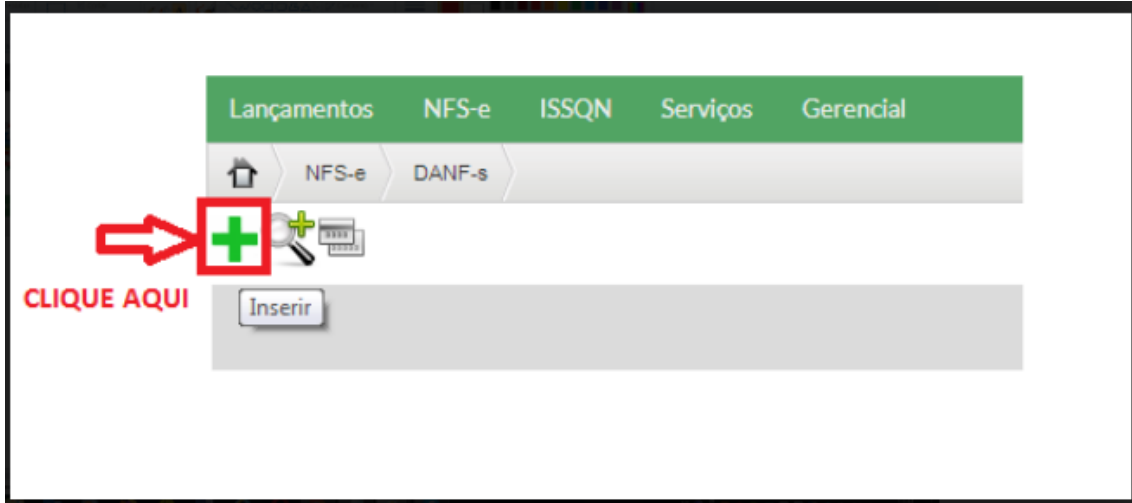 Lançamentos NFS-e ISSQN Serviços Gerencial
NFS-e DANF-s
CLIQUE AQUI
Inserir